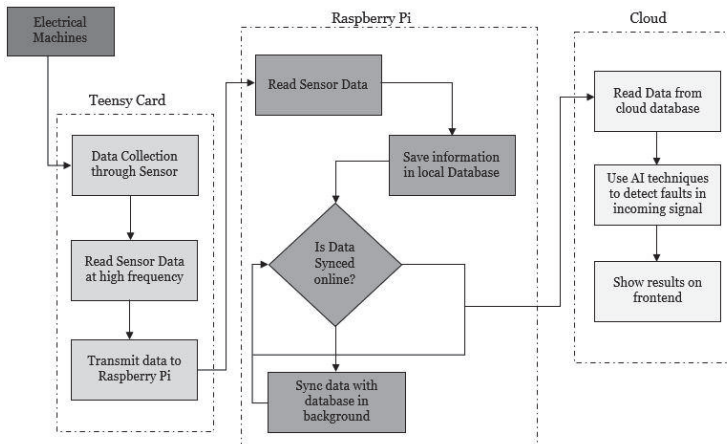 Electrical
Machines
Teensy Card
Data Collection
through Sensor
Read Sensor Data
at high frequency
Transmit data to
Raspberry Pi
Raspberry Pi
Read Sensor Data
Save information
in local Database
Is Data
Synced
online?
Sync data with
database in
background
Cloud
Read Data from
cloud database
Use AI techniques
to detect faults in
incoming signal
Show results on
frontend